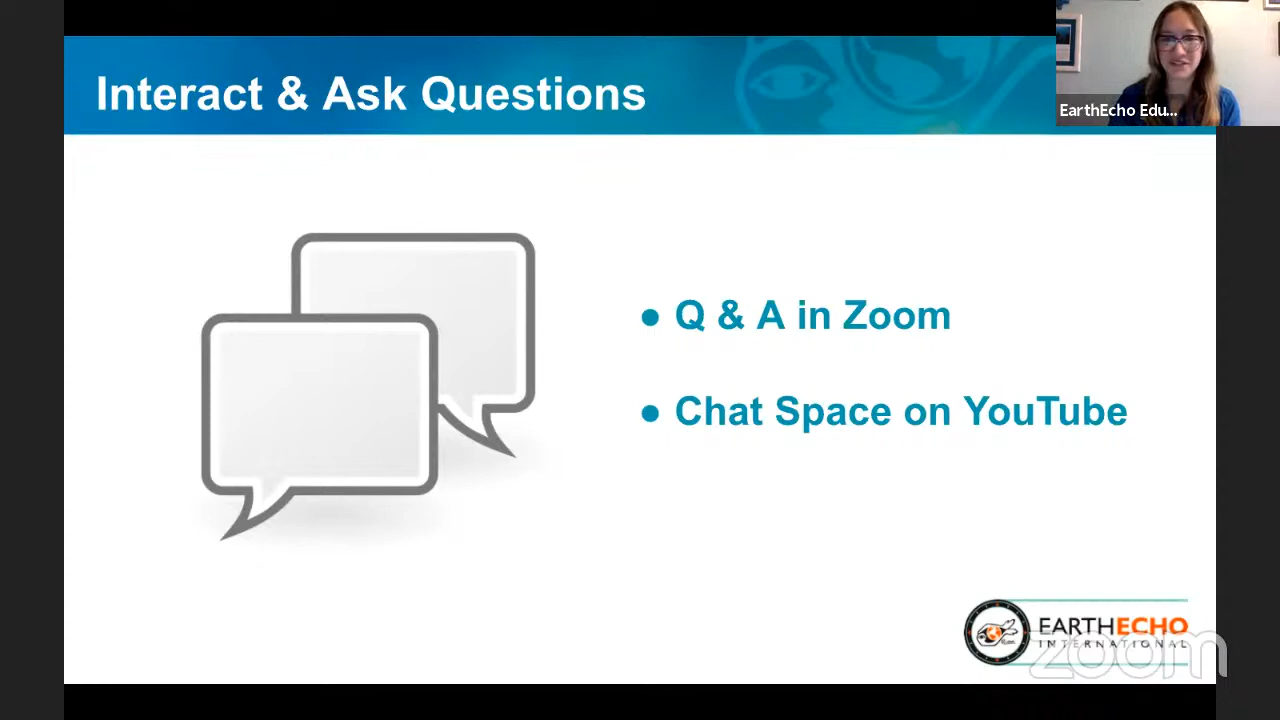 Interact & Ask Questions
EarthEcho Edu...
● Q & A in Zoom
● Chat Space on YouTube
EARTHECHO
INTERNATIONAL
zoom